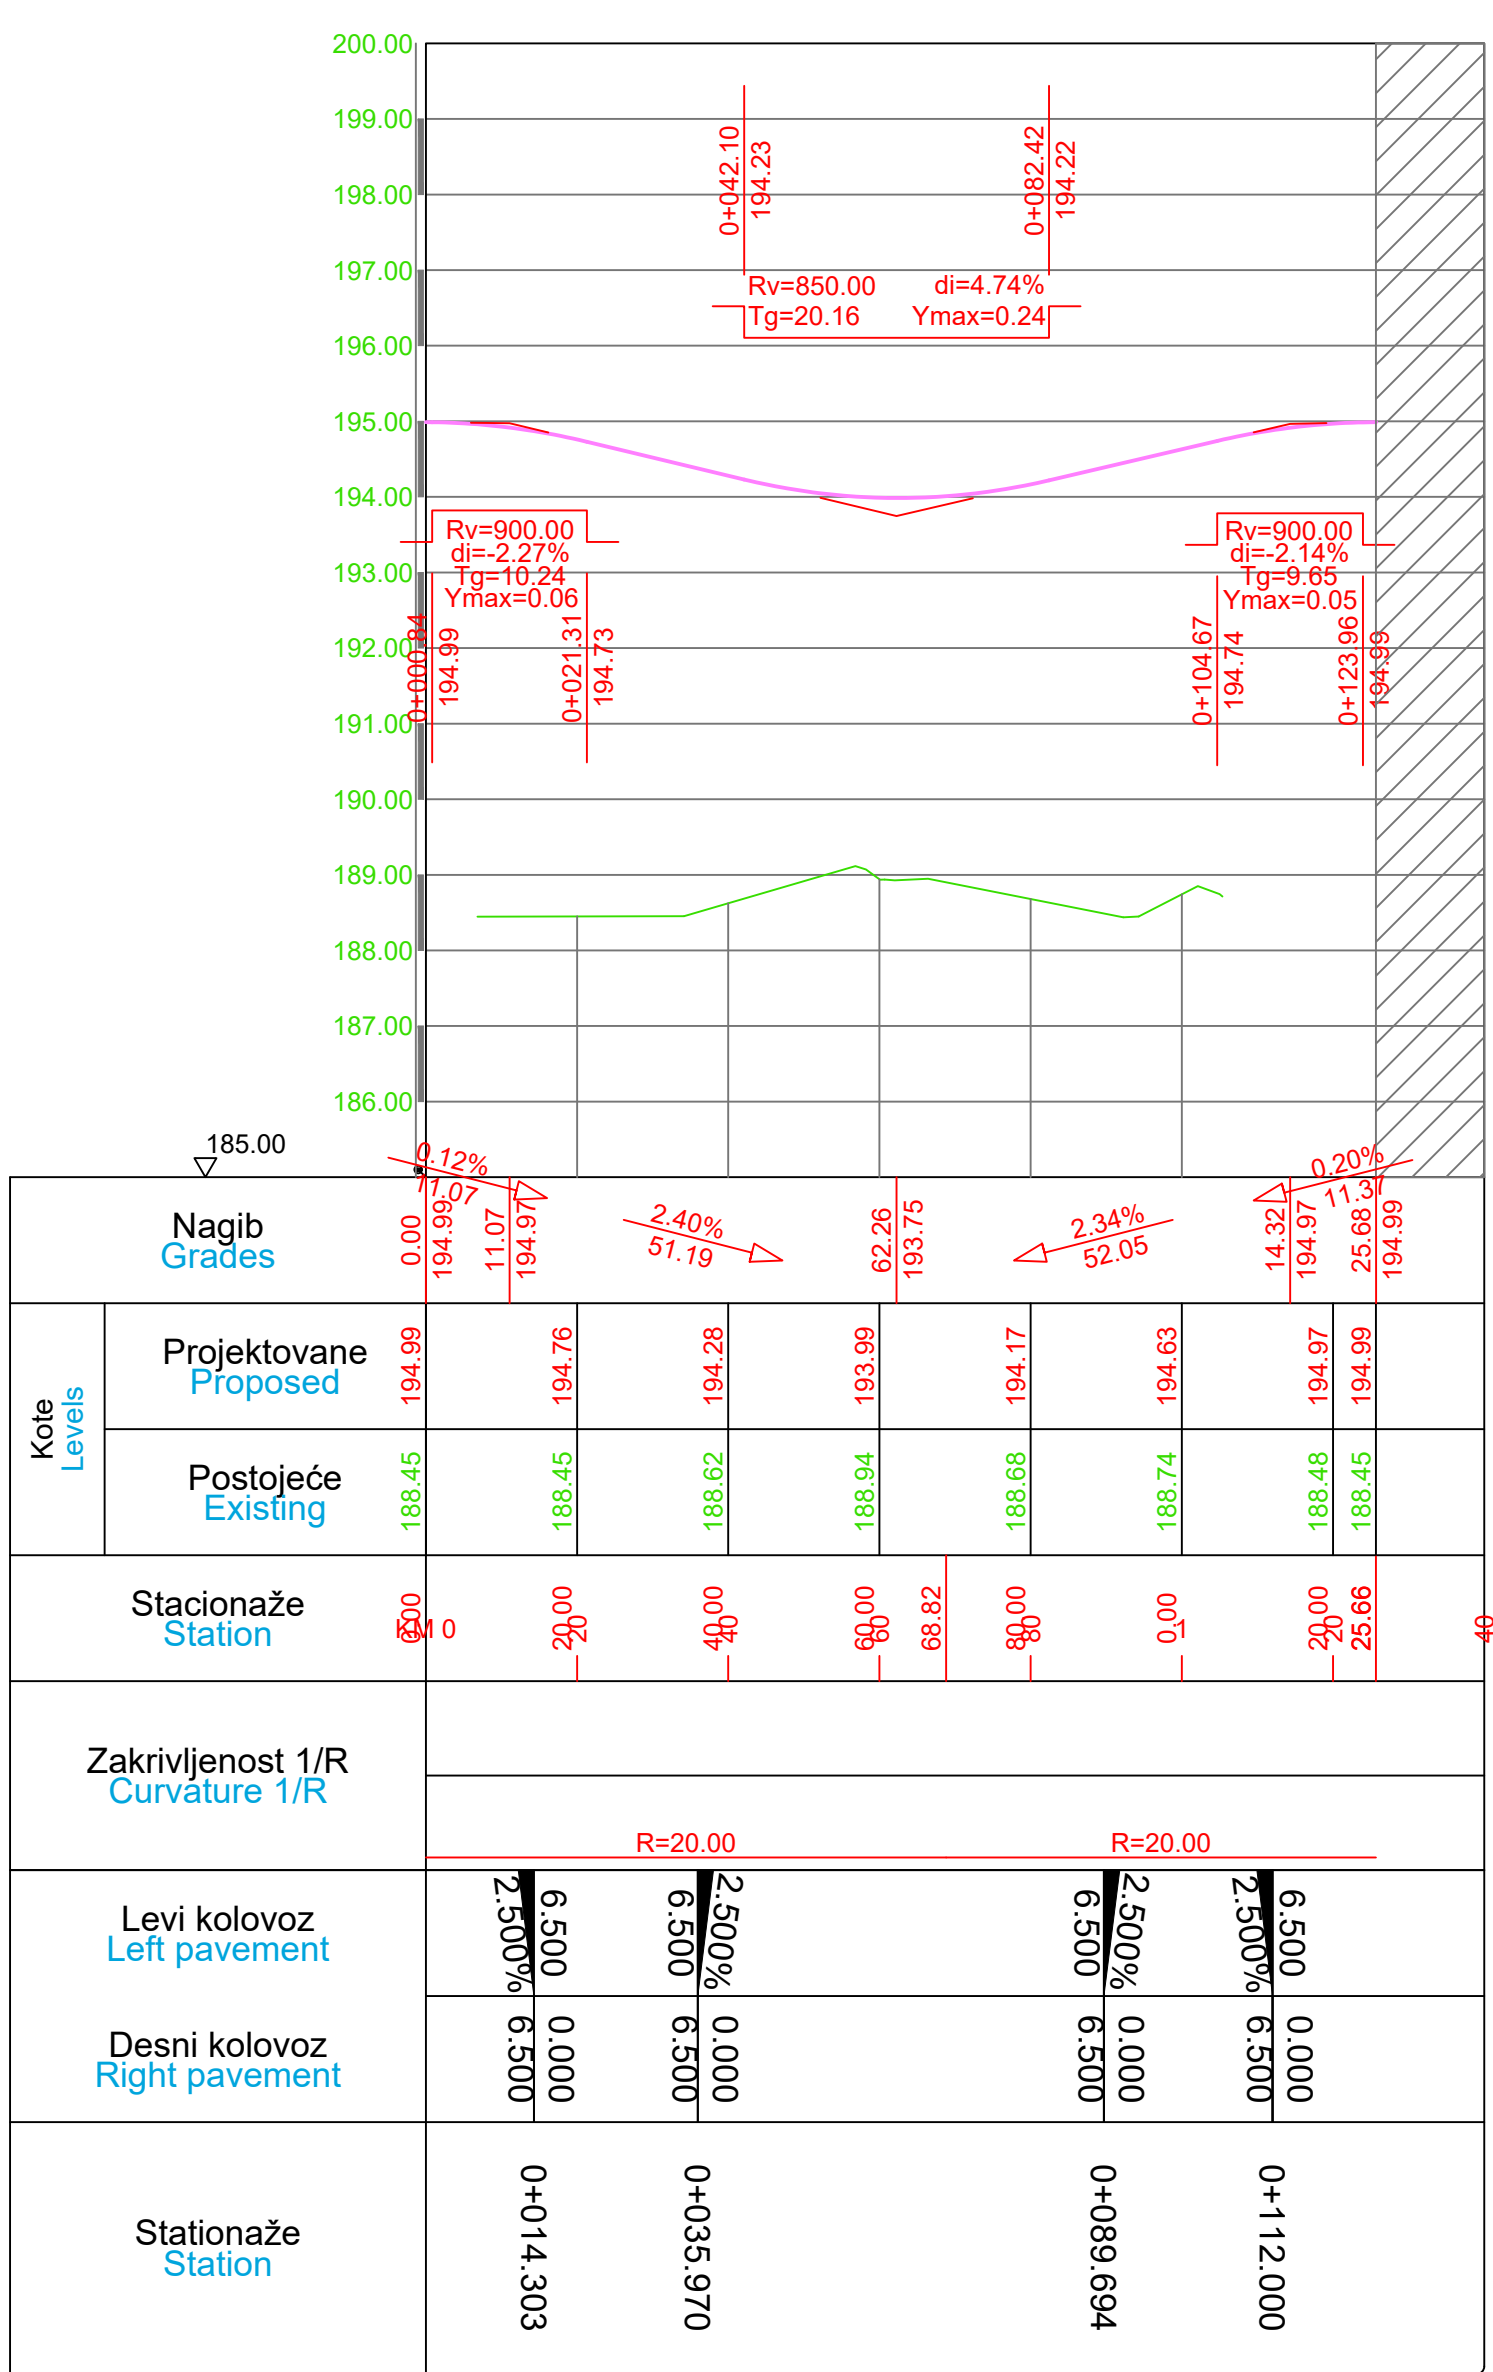 200.00
199.00
198.00
197.00
196.00
195.00
194.00
193.00
192.00
191.00
190.00
189.00
188.00
187.00
186.00
185.00
0+042.10
194.23
0+082.42
194.22
Rv=850.00
di=4.74%
Tg=20.16
Ymax=0.24
Rv=900.00
di=-2.27%
Tg=10.24
Ymax=0.06
0+000.84
194.99
0+021.31
194.73
Rv=900.00
di=-2.14%
Tg=9.65
Ymax=0.05
0+104.67
194.74
0+123.96
194.99
Nagib
Grades
0.12%
11.07
2.40%
51.19
2.34%
52.05
0.20%
11.37
0.00
194.99
11.07
194.97
62.26
193.75
14.32
194.97
25.68
194.99
Kote
Levels
Projektovane
Proposed
194.99
194.76
194.28
193.99
194.17
194.63
194.97
194.99
Postojeće
Existing
188.45
188.45
188.62
188.94
188.68
188.74
188.48
188.45
Stacionaže
Station
0.00
KM 0
20.00
20
40.00
40
60.00
60
68.82
80.00
80
0.00
1
20.00
20
25.66
40
Zakrivljenost 1/R
Curvature 1/R
R=20.00
R=20.00
Levi kolovoz
Left pavement
2.500%
6.500
6.500
2.500%
6.500
2.500%
2.500%
6.500
Desni kolovoz
Right pavement
6.500
0.000
6.500
0.000
6.500
0.000
6.500
0.000
Stationaže
Station
0+014.303
0+035.970
0+089.694
0+112.000